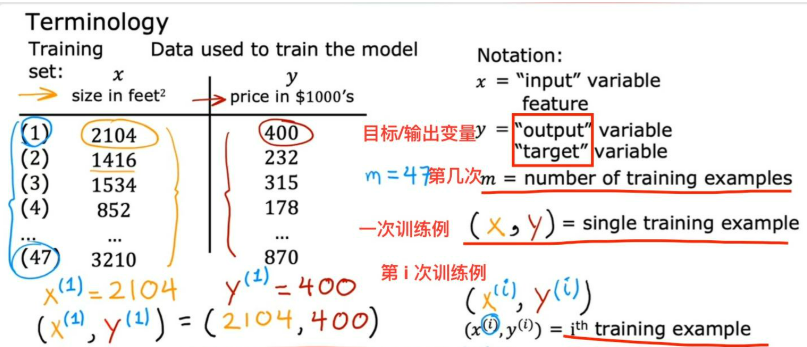 Terminology
Training set:
Data used to train the model
x
size in feet²
y
price in $1000's
(1) 2104 400
(2) 1416 232
(3) 1534 315
(4) 852 178
... ... ...
(47) 3210 870
x⁽¹⁾ = 2104 y⁽¹⁾ = 400
(x⁽¹⁾, y⁽¹⁾) = (2104, 400)
Notation:
x = "input" variable
feature
目标/输出变量 y = "output" variable
"target" variable
m = 47 第几次 m = number of training examples
一次训练例 (x, y) = single training example
第 i 次训练例
(x⁽ⁱ⁾, y⁽ⁱ⁾)
(x⁽ⁱ⁾, y⁽ⁱ⁾) = iᵗʰ training example